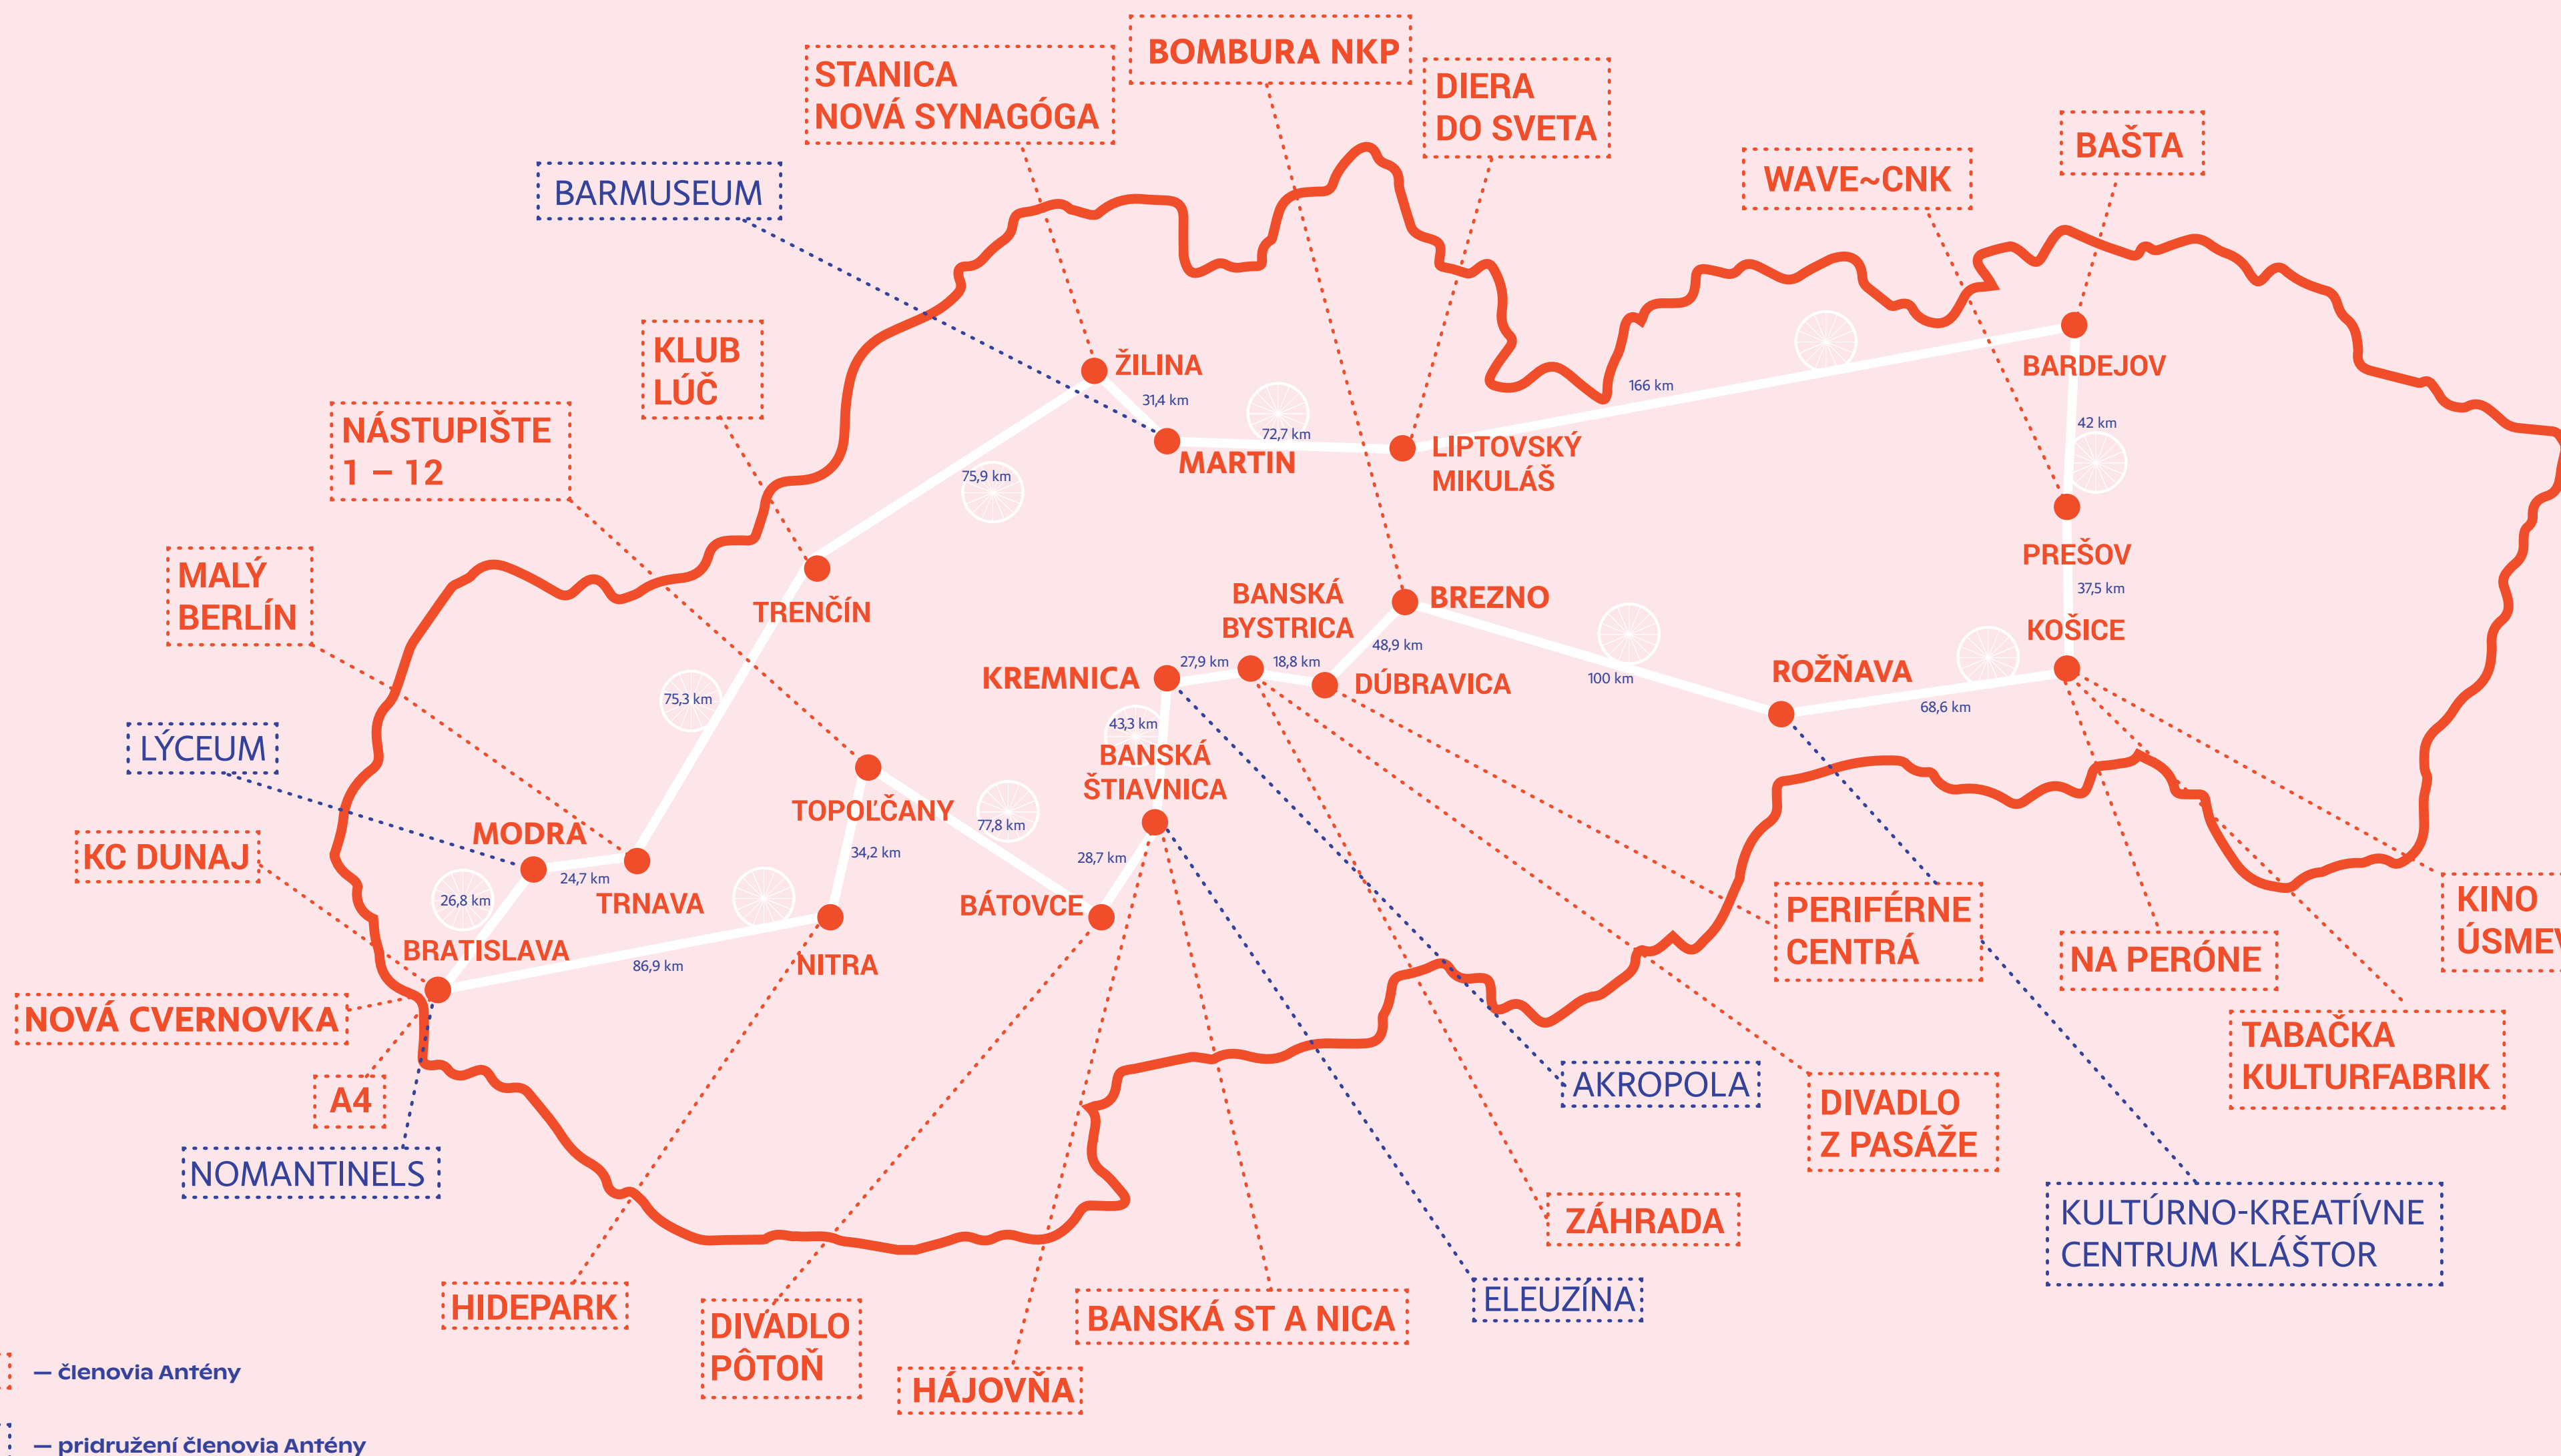 BOMBURA NKP
STANICA
NOVÁ SYNAGÓGA
DIERA
DO SVETA
BAŠTA
WAVE~CNK
BARMUSEUM
KLUB
LÚČ
ŽILINA
BARDEJOV
166 km
31,4 km
42 km
NÁSTUPIŠTE
1 – 12
72,7 km
LIPTOVSKÝ
MIKULÁŠ
MARTIN
75,9 km
PREŠOV
MALÝ
BERLÍN
37,5 km
TRENČÍN
BANSKÁ
BYSTRICA
BREZNO
KOŠICE
48,9 km
27,9 km
18,8 km
KREMNICA
DÚBRAVICA
100 km
ROŽŇAVA
68,6 km
75,3 km
43,3 km
LÝCEUM
BANSKÁ
ŠTIAVNICA
TOPOĽČANY
77,8 km
MODRA
KC DUNAJ
34,2 km
28,7 km
24,7 km
26,8 km
TRNAVA
BÁTOVCE
PERIFÉRNE
CENTRÁ
KINO
BRATISLAVA
86,9 km
NITRA
NA PERÓNE
NOVÁ CVERNOVKA
TABAČKA
KULTURFABRIK
A4
AKROPOLA
DIVADLO
Z PASÁŽE
NOMANTINELS
ZÁHRADA
KULTÚRNO-KREATÍVNE
CENTRUM KLÁŠTOR
HIDEPARK
DIVADLO
PÔTOŇ
BANSKÁ ST A NICA
ELEUZÍNA
HÁJOVŇA
— členovia Antény
— pridružení členovia Antény